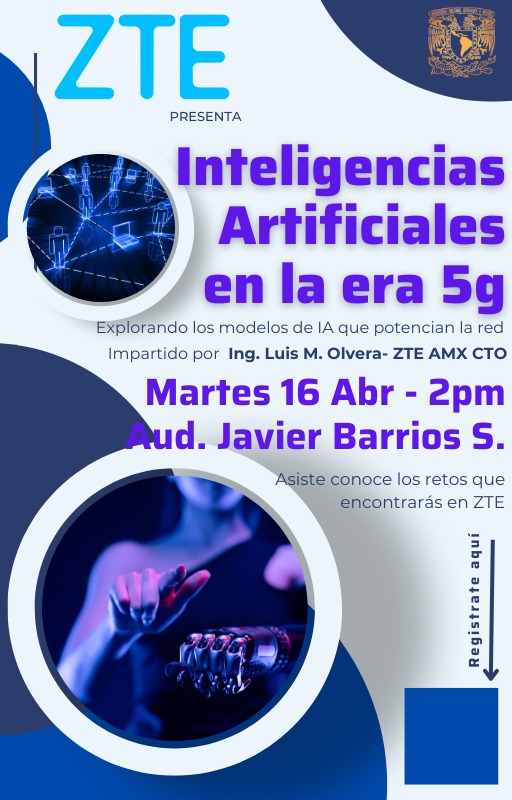 ZTE
PRESENTA
Inteligencias
Artificiales
en la era 5g
Explorando los modelos de IA que potencian la red
Impartido por Ing. Luis M. Olvera- ZTE AMX CTO
Martes 16 Abr - 2pm
Aud. Javier Barrios S.
Asiste conoce los retos que
encontrarás en ZTE
Registrate aquí